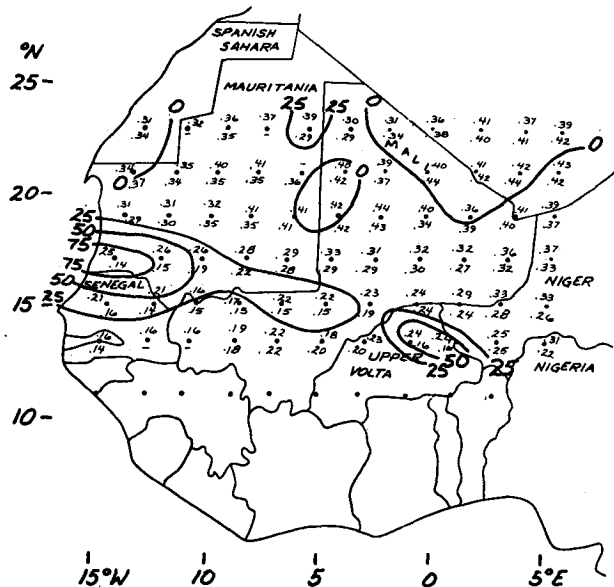 SPANISH
SAHARA
°N
25
MAURITANIA
0 25 25 0
.31 .32 .36 .37 .39 .30 .31 .36 .41 .37 .39
.34 .35 .29 .29 .34 .38 .40 .41 .42
MALI
.34 .35 .40 .41 .48 .39 .40 .41 .42 .43
0 .37 .34 .35 .35 .36 .42 0 .37 .44 .42 .44 .42 .42 0
20
.31 .31 .32 .35 .41 .42 .40 .40 .36 .41 .39
25 .29 .30 .35 .41 .41 .42 .43 .34 .39 .40 .37
50
75 .25 .26 .26 .28 .29 .33 .31 .32 .32 .36 .37
75 .14 .15 .19 .22 .28 .29 .29 .30 .27 .32 .33
50 SENEGAL NIGER
25 .21 .21 .16 .17 .22 .22 .23 .24 .29 .33 .33
15 .16 .14 .15 .13 .15 .15 .19 .24 .24 .28 .26
.16 .16 .16 .19 .22 .18 .23 .24 .24 .25 .31
.14 .12 .18 .22 .20 .20 .16 .25 .22
UPPER
VOLTA
50
25 25
NIGERIA
10
15°W 10 5 0 5°E